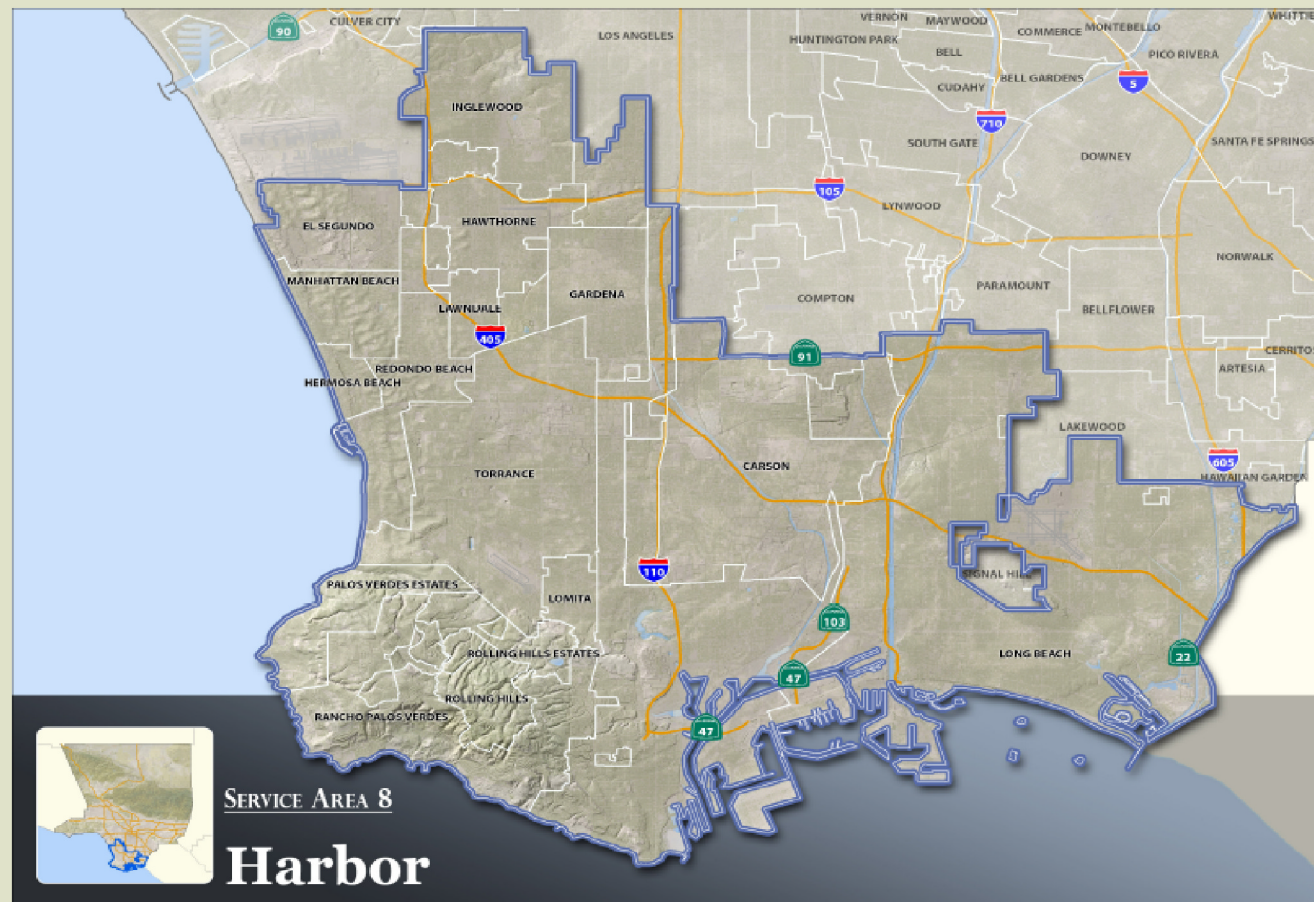 90
CULVER CITY
LOS ANGELES
VERNON
MAYWOOD
COMMERCE
MONTEBELLO
HUNTINGTON PARK
BELL
PICO RIVERA
CUDAHY
BELL GARDENS
5
INGLEWOOD
710
SOUTH GATE
DOWNEY
SANTA FE SPRINGS
105
LYNWOOD
EL SEGUNDO
HAWTHORNE
NORWALK
MANHATTAN BEACH
GARDENA
COMPTON
PARAMOUNT
BELLFLOWER
LAWNDALE
405
91
CERRITO
REDONDO BEACH
ARTESIA
HERMOSA BEACH
LAKEWOOD
TORRANCE
CARSON
605
HAWAIIAN GARDEN
110
SIGNAL HILL
PALOS VERDES ESTATES
LOMITA
103
ROLLING HILLS ESTATES
LONG BEACH
22
47
ROLLING HILLS
RANCHO PALOS VERDES
47
SERVICE AREA 8
Harbor